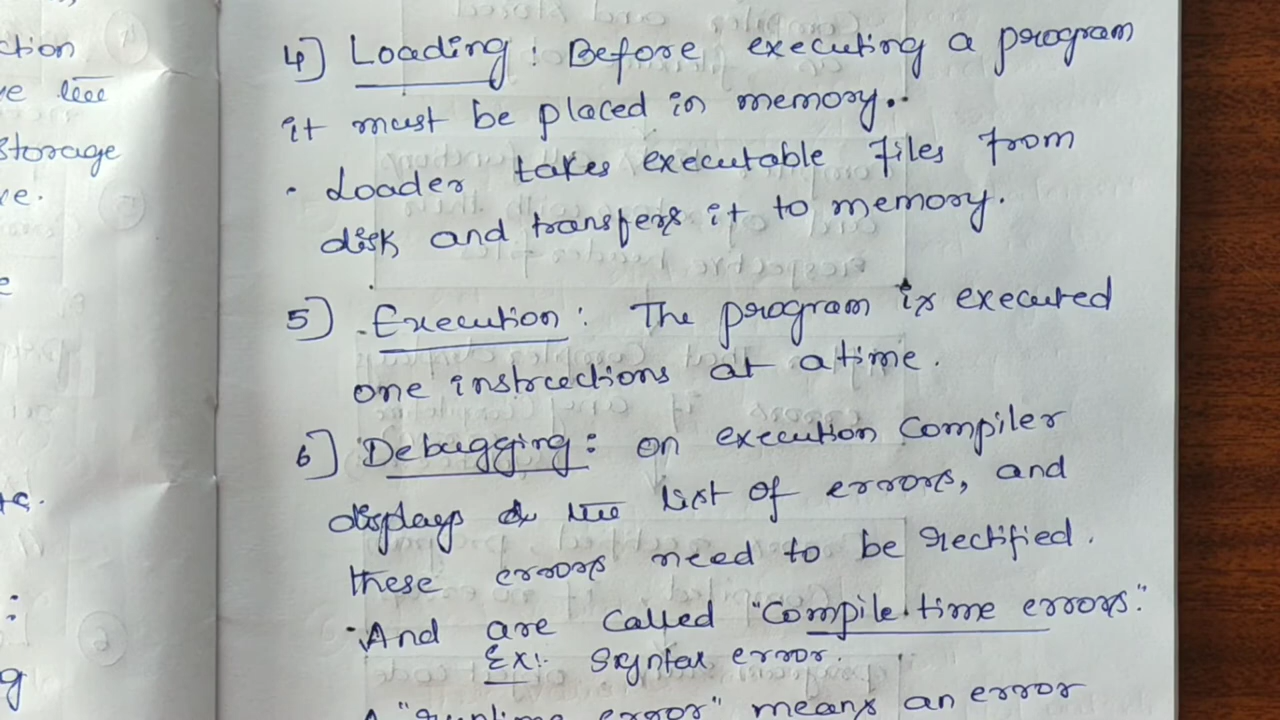 ction
storage
4] Loading : Before executing a program
it must be placed in memory.
• Loader takes executable files from
disk and transfers it to memory.
5] Execution : The program is executed
one instructions at a time.
6] Debugging : on execution compiler
displays the list of errors, and
these errors need to be rectified.
• And are called "Compile time errors."
Ex:- Syntax error.
A "Runtime error" means an error